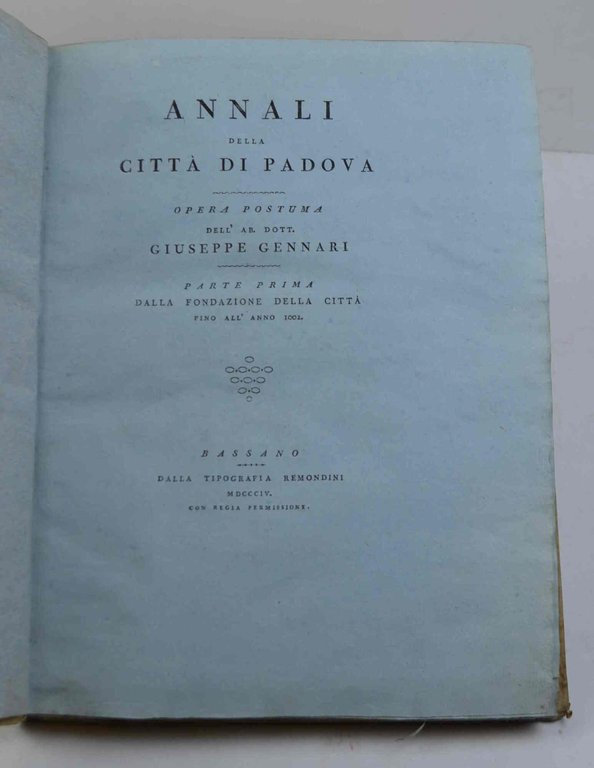 ANNALI
DELLA
CITTÀ DI PADOVA
OPERA POSTUMA
DELL' AB. DOTT.
GIUSEPPE GENNARI
PARTE PRIMA
DALLA FONDAZIONE DELLA CITTÀ
FINO ALL' ANNO 1002.
BASSANO
DALLA TIPOGRAFIA REMONDINI
MDCCCIV.
CON REGIA PERMISSIONE.